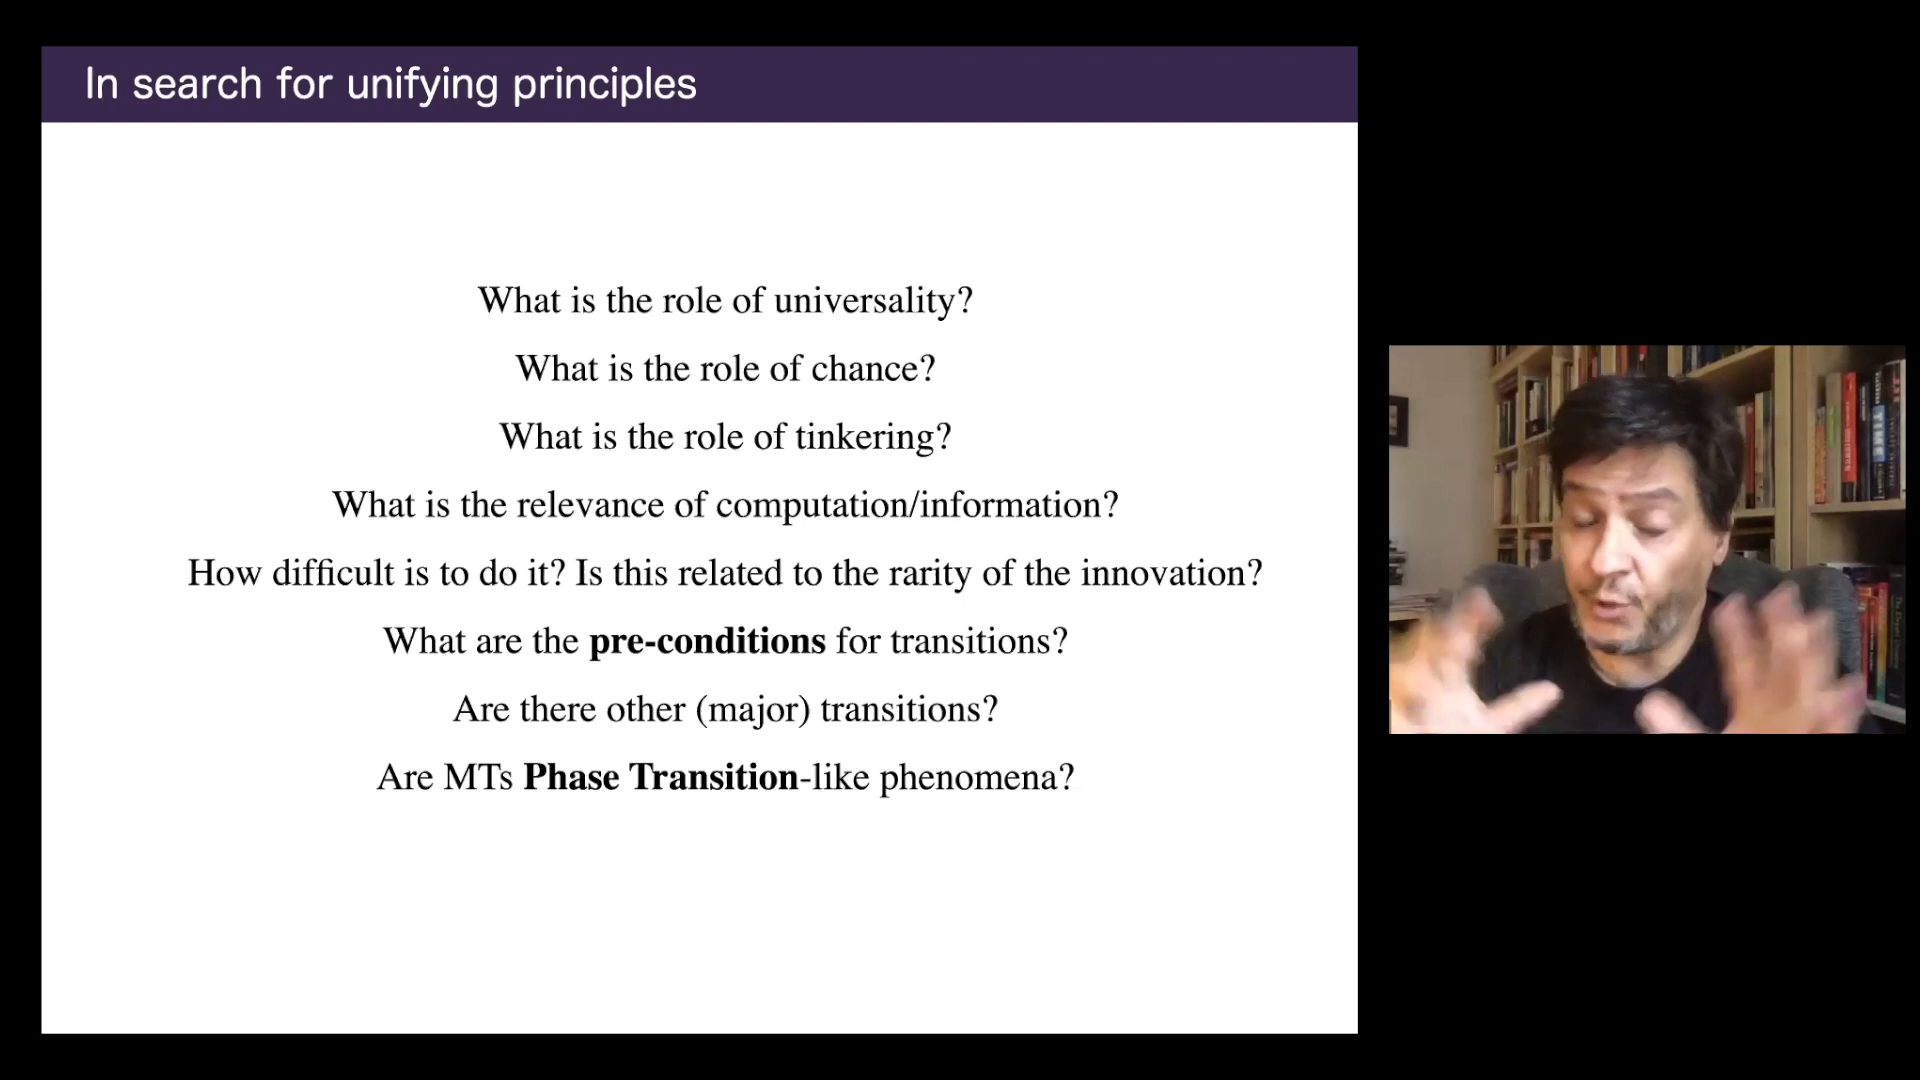 In search for unifying principles
What is the role of universality?
What is the role of chance?
What is the role of tinkering?
What is the relevance of computation/information?
How difficult is to do it? Is this related to the rarity of the innovation?
What are the pre-conditions for transitions?
Are there other (major) transitions?
Are MTs Phase Transition-like phenomena?
TIME